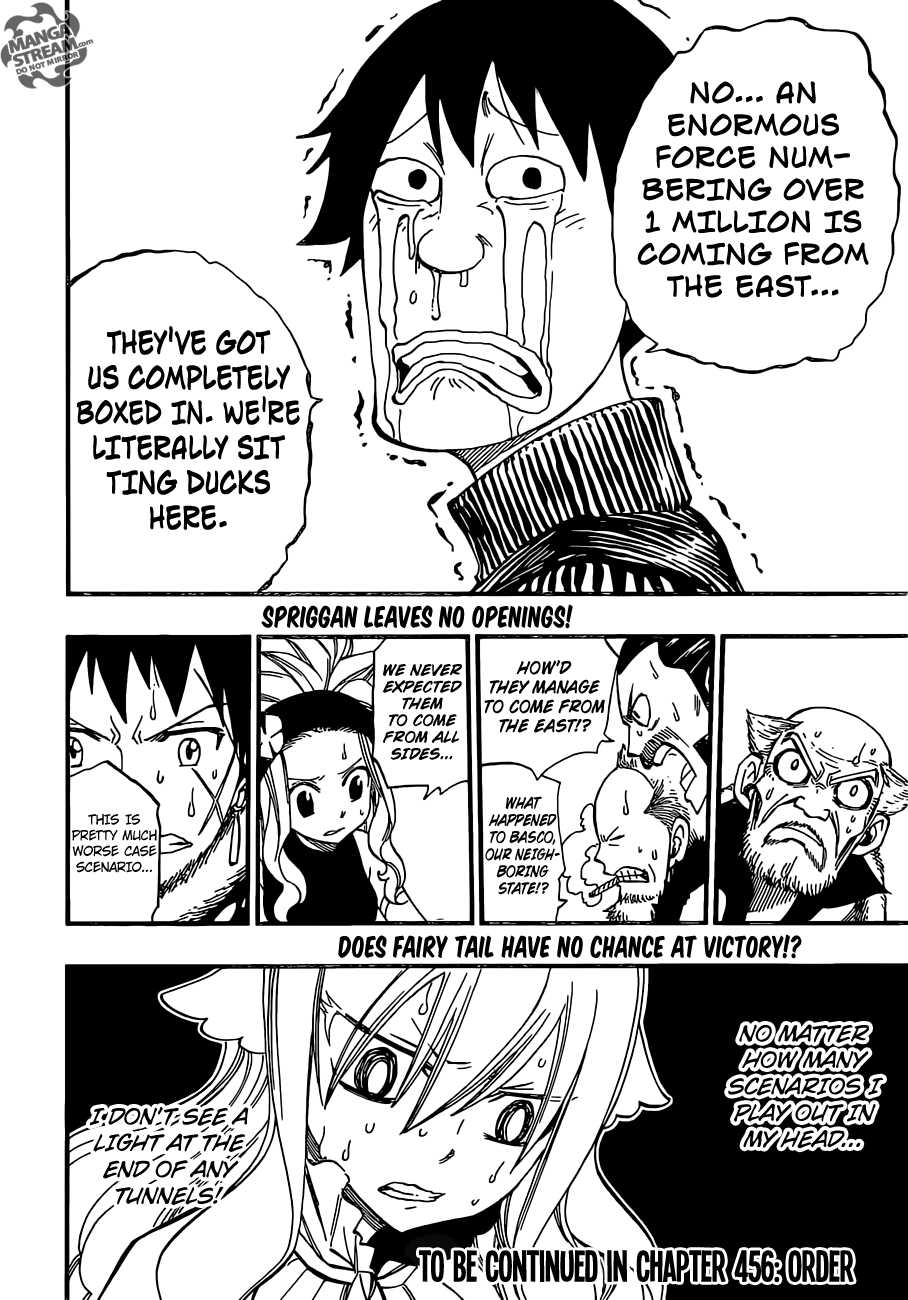 MANGA
STREAM.com
DO NOT MIRROR
NO... AN
ENORMOUS
FORCE NUM-
BERING OVER
1 MILLION IS
COMING FROM
THE EAST...
THEY'VE GOT
US COMPLETELY
BOXED IN. WE'RE
LITERALLY SIT
TING DUCKS
HERE.
SPRIGGAN LEAVES NO OPENINGS!
HOW'D
THEY MANAGE
TO COME FROM
THE EAST!?
WHAT
HAPPENED
TO BASCO,
OUR NEIGH-
BORING
STATE!?
WE NEVER
EXPECTED
THEM
TO COME
FROM ALL
SIDES...
THIS IS
PRETTY MUCH
WORSE CASE
SCENARIO...
DOES FAIRY TAIL HAVE NO CHANCE AT VICTORY!?
NO MATTER
HOW MANY
SCENARIOS I
PLAY OUT IN
MY HEAD...
I DON'T SEE A
LIGHT AT THE
END OF ANY
TUNNELS!
TO BE CONTINUED IN CHAPTER 456: ORDER